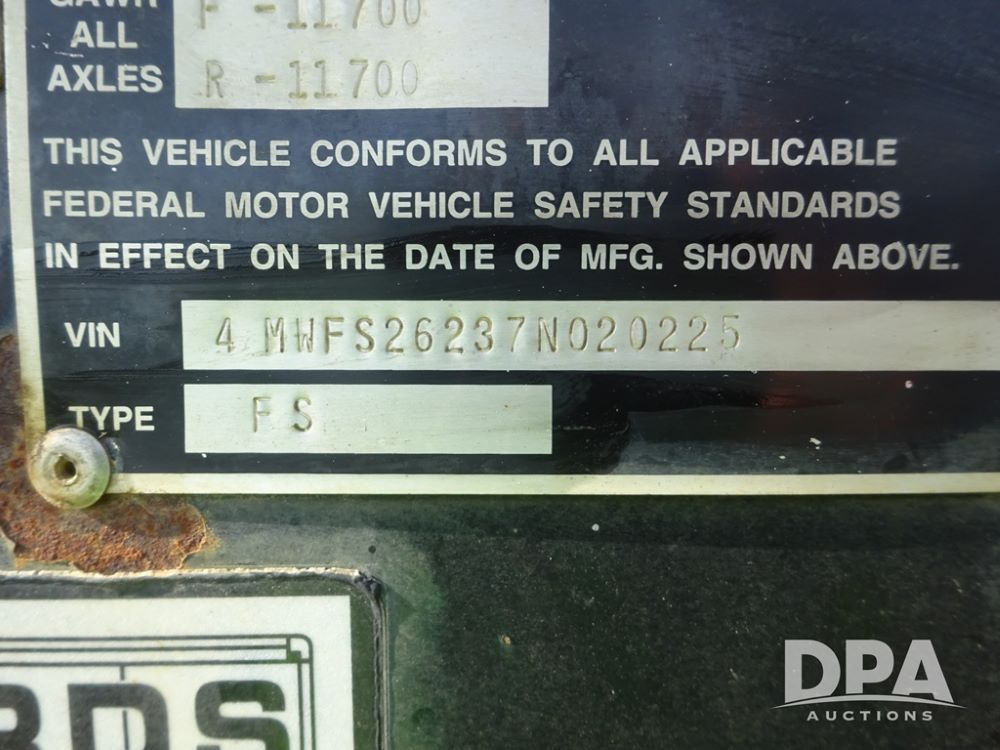 GAWR F -11700
ALL
AXLES R -11700
THIS VEHICLE CONFORMS TO ALL APPLICABLE
FEDERAL MOTOR VEHICLE SAFETY STANDARDS
IN EFFECT ON THE DATE OF MFG. SHOWN ABOVE.
VIN 4 MWFS26237N020225
TYPE FS
RDS
DPA
AUCTIONS